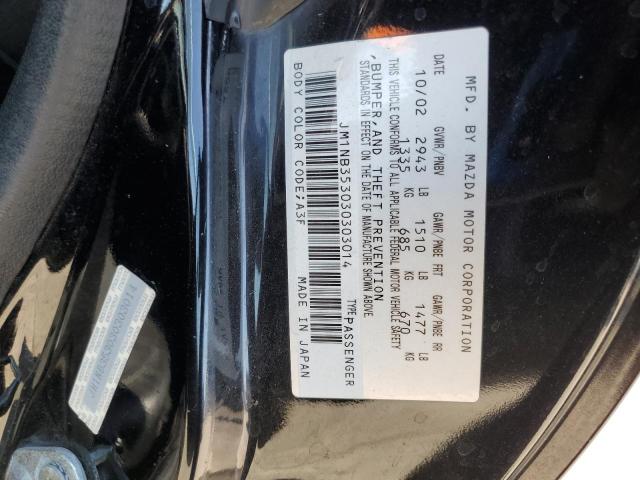 MFD. BY MAZDA MOTOR CORPORATION
DATE GVWR/PNBV GAWR/PNBE FRT GAWR/PNBE RR
10/02 2943 LB 1510 LB 1477 LB
1335 KG 685 KG 670 KG
THIS VEHICLE CONFORMS TO ALL APPLICABLE FEDERAL MOTOR VEHICLE SAFETY
,BUMPER, AND THEFT PREVENTION
STANDARDS IN EFFECT ON THE DATE OF MANUFACTURE SHOWN ABOVE.
JM1NB353030303014 TYPE PASSENGER
BODY COLOR CODE;A3F MADE IN JAPAN